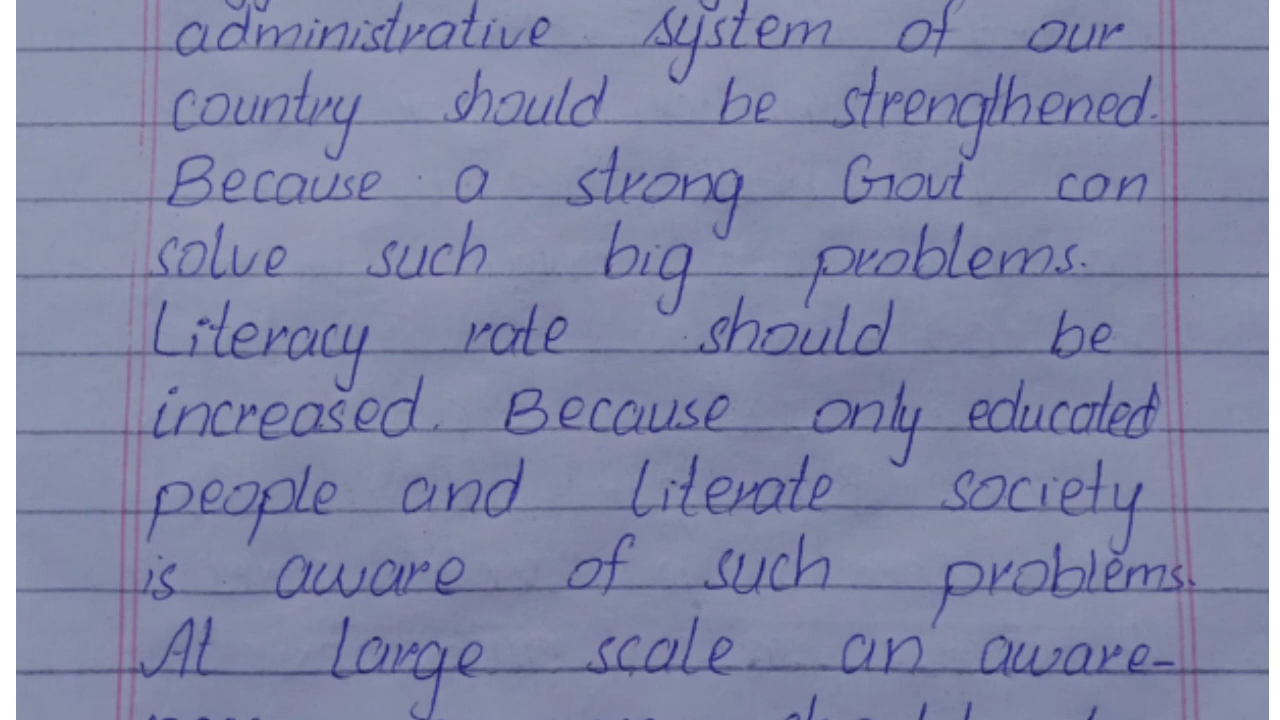 administrative system of our
country should be strengthened.
Because a strong Govt can
solve such big problems.
Literacy rate should be
increased. Because only educated
people and literate society
is aware of such problems.
At large scale an aware-